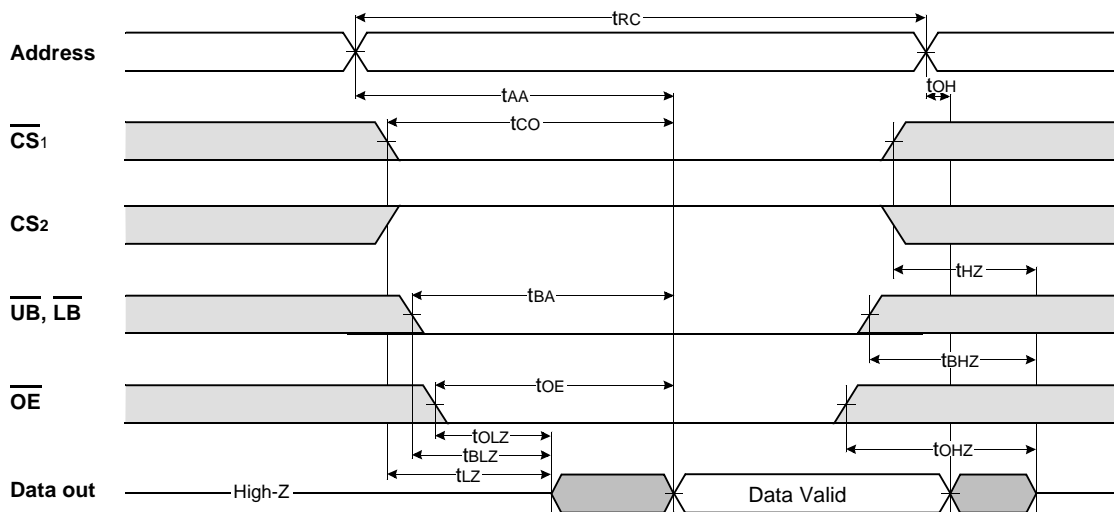 tRC
Address
tOH
tAA
tCO
CS1
CS2
tHZ
tBA
UB, LB
tBHZ
tOE
OE
tOLZ
tOHZ
tBLZ
tLZ
Data out
High-Z
Data Valid